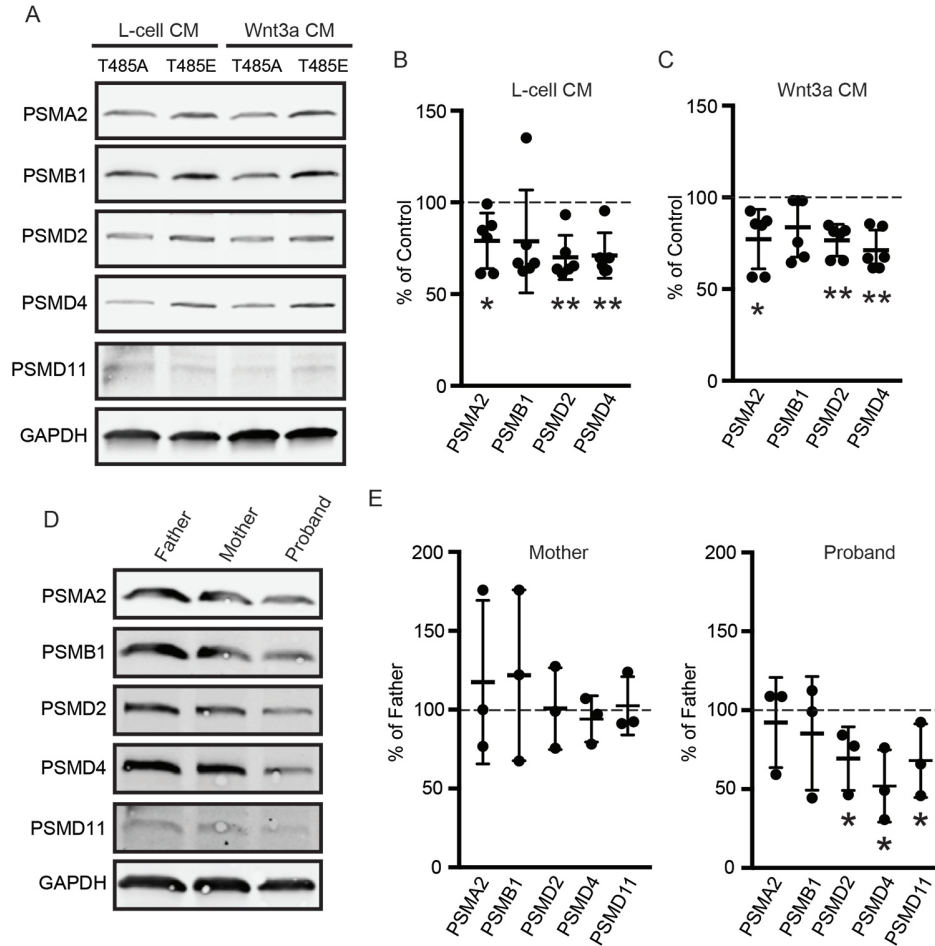 A
L-cell CM Wnt3a CM
T485A T485E T485A T485E
PSMA2
PSMB1
PSMD2
PSMD4
PSMD11
GAPDH
B
L-cell CM
150
100
50
0
% of Control
* ** **
PSMA2 PSMB1 PSMD2 PSMD4
C
Wnt3a CM
150
100
50
0
% of Control
* ** **
PSMA2 PSMB1 PSMD2 PSMD4
D
Father Mother Proband
PSMA2
PSMB1
PSMD2
PSMD4
PSMD11
GAPDH
E
Mother
200
150
100
50
0
% of Father
PSMA2 PSMB1 PSMD2 PSMD4 PSMD11
Proband
200
150
100
50
0
% of Father
* * *
PSMA2 PSMB1 PSMD2 PSMD4 PSMD11